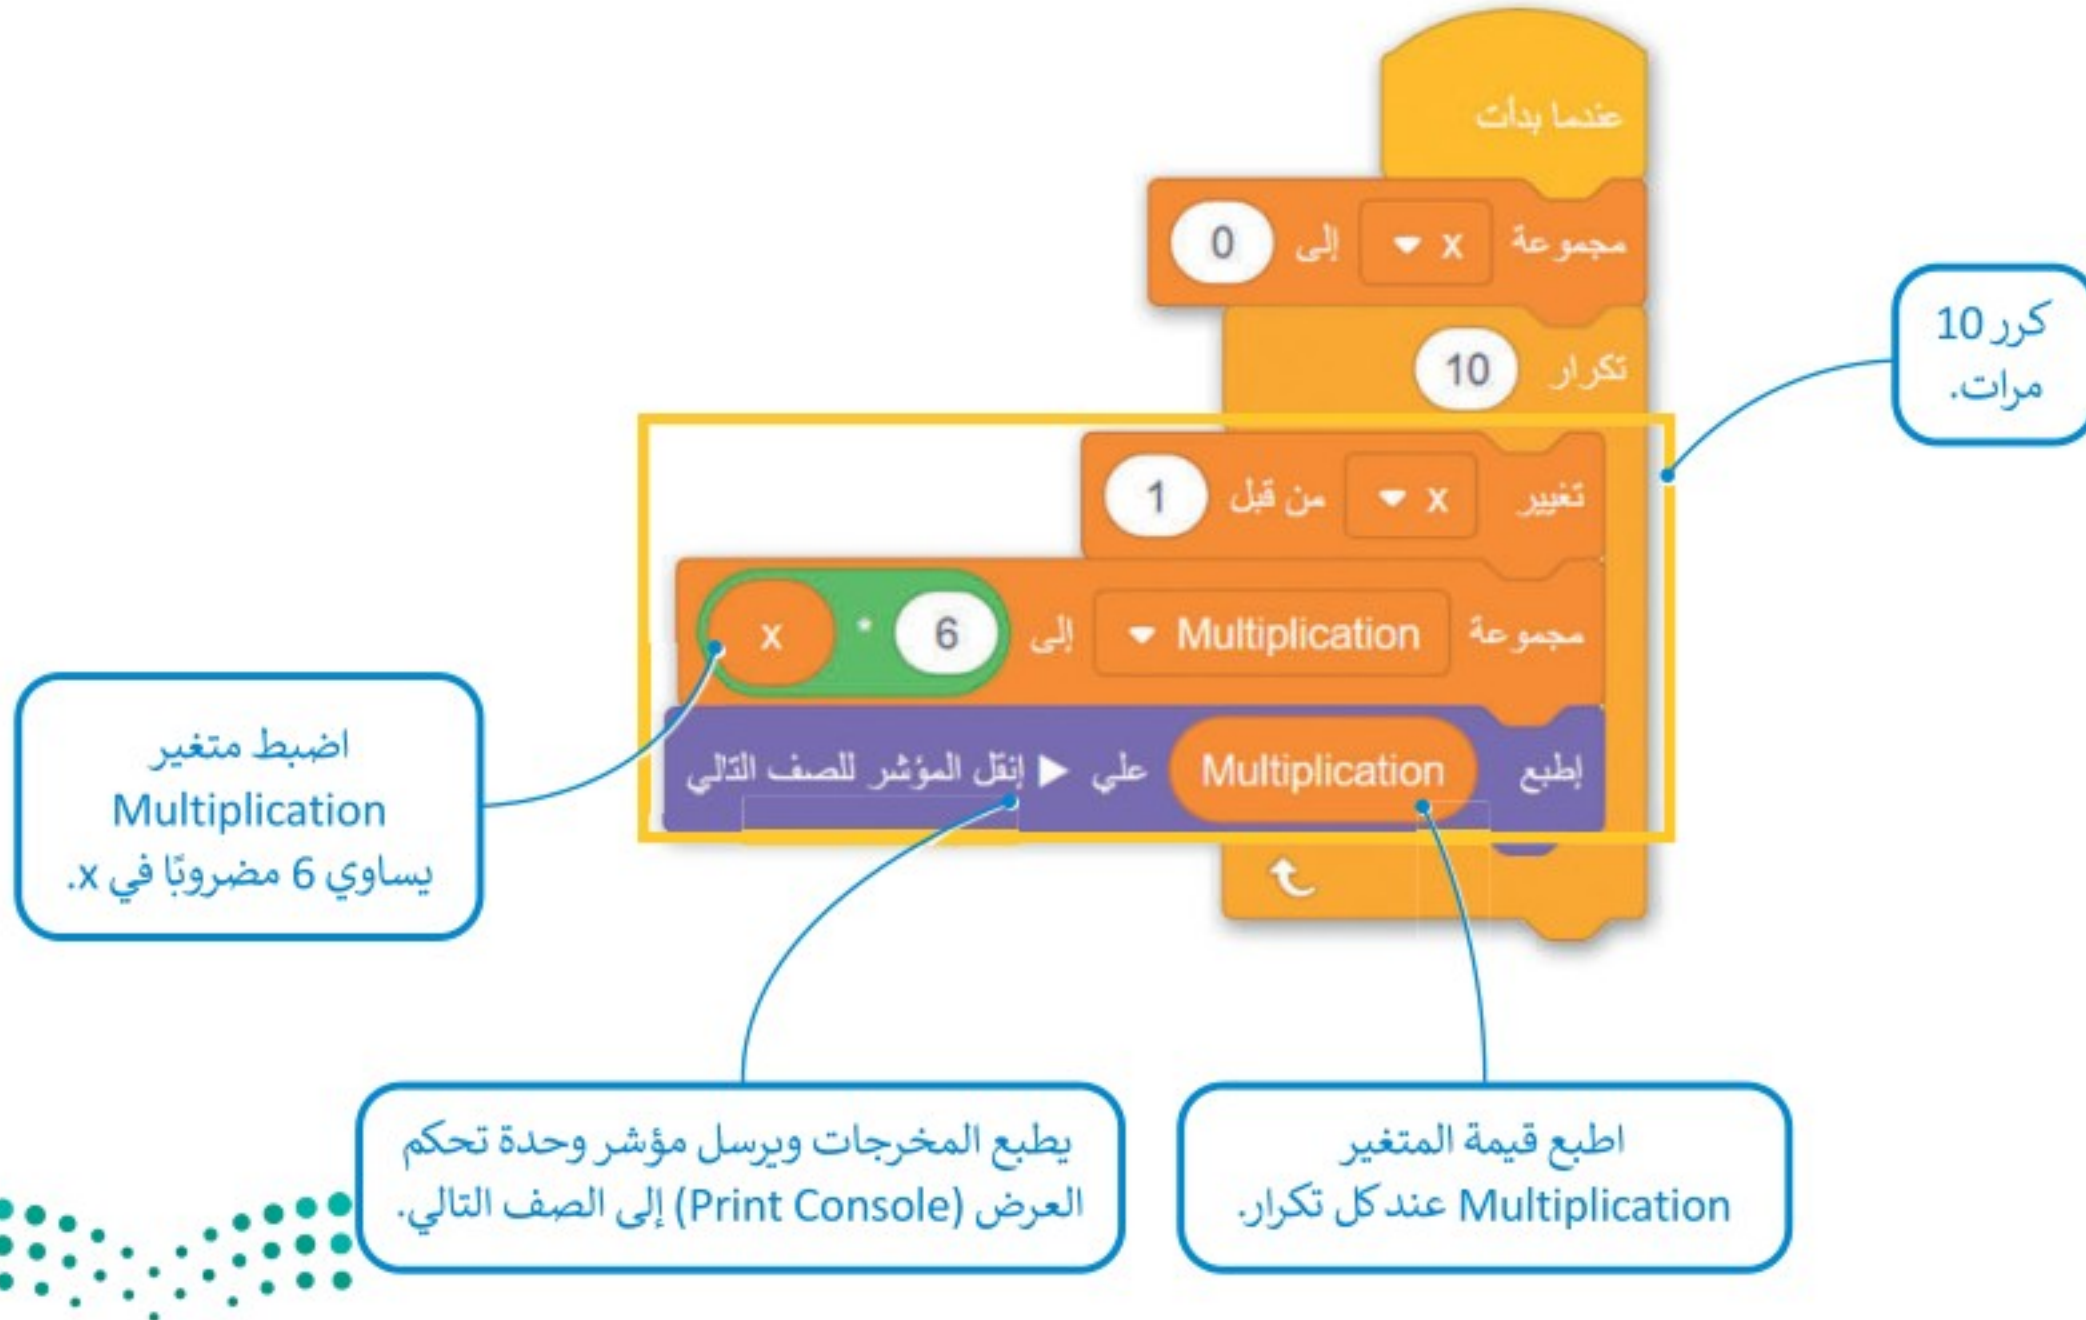 عندما بدأت
مجموعة x إلى 0
تكرار 10
كرر 10
مرات.
تغيير x من قبل 1
مجموعة Multiplication إلى 6 * x
إطبع Multiplication علي إنقل المؤشر للصف التالي
اضبط متغير
Multiplication
يساوي 6 مضروبًا في x.
اطبع قيمة المتغير
Multiplication عند كل تكرار.
يطبع المخرجات ويرسل مؤشر وحدة تحكم
العرض (Print Console) إلى الصف التالي.